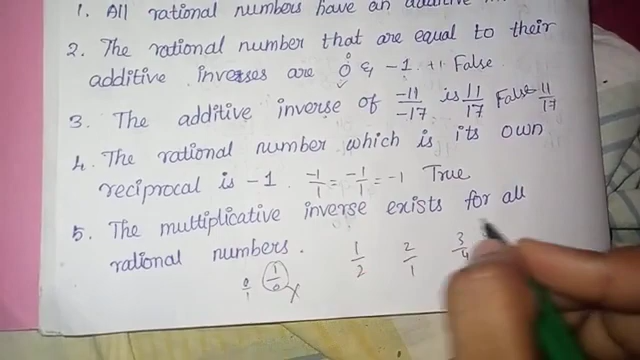 1. All rational numbers have an additive
2. The rational number that are equal to their
additive inverses are 0 & -1 +1 False.
3. The additive inverse of -11/-17 is 11/17 False 11/17
4. The rational number which is its own
reciprocal is -1. -1/1 = -1/1 = -1 True
5. The multiplicative inverse exists for all
rational numbers. 1/2 2/1 3/4
0/1 1/0 x